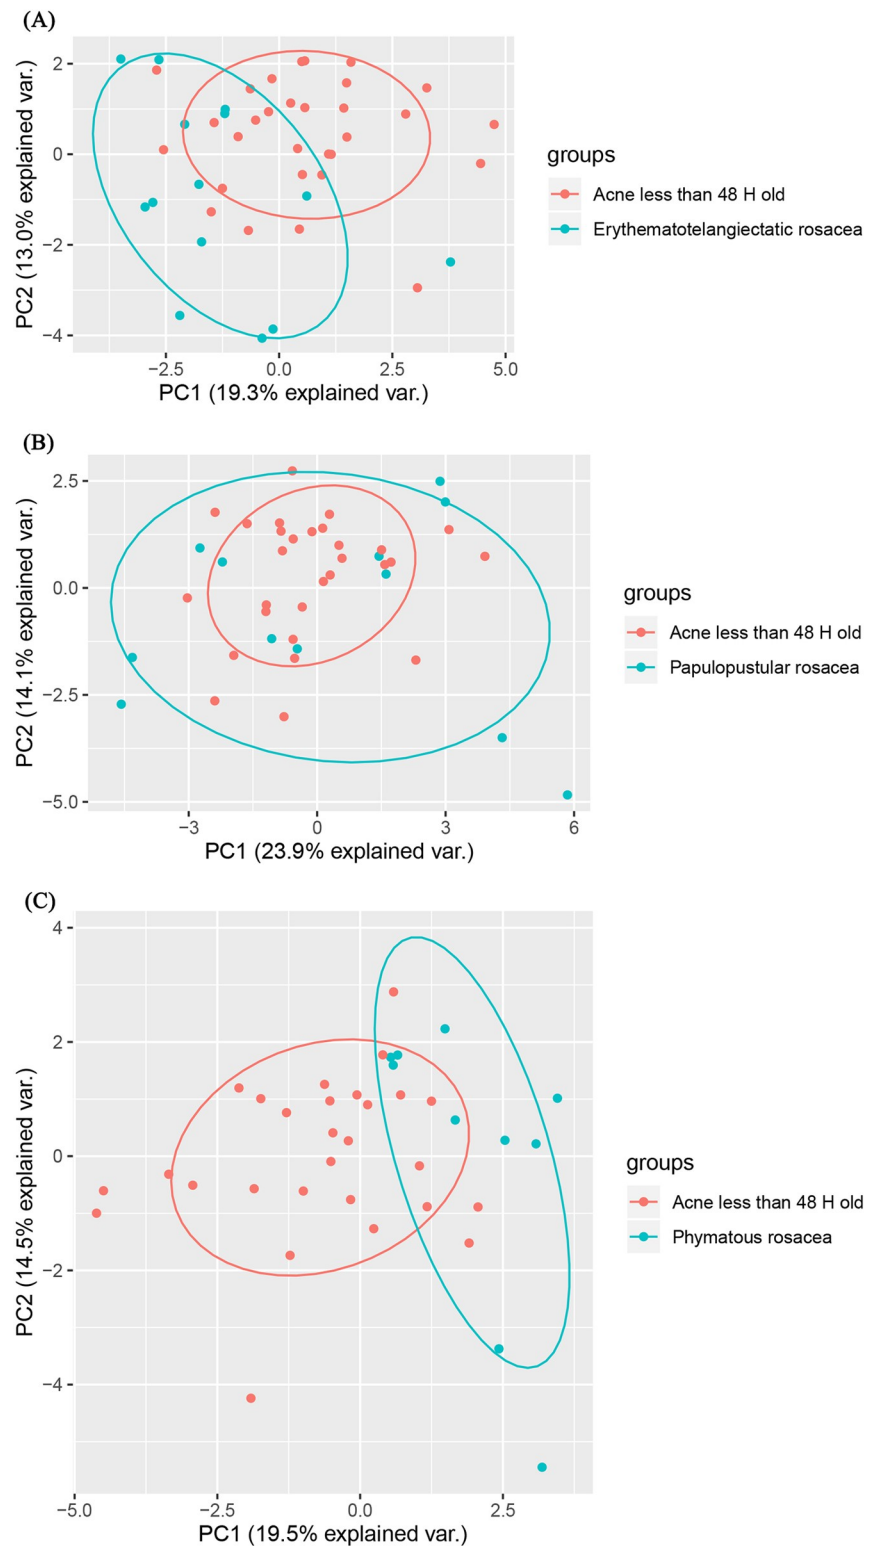 (A)
2
0
−2
−4
PC2 (13.0% explained var.)
−2.5 0.0 2.5 5.0
PC1 (19.3% explained var.)
groups
Acne less than 48 H old
Erythematotelangiectatic rosacea
(B)
2.5
0.0
−2.5
−5.0
PC2 (14.1% explained var.)
−3 0 3 6
PC1 (23.9% explained var.)
groups
Acne less than 48 H old
Papulopustular rosacea
(C)
4
2
0
−2
−4
PC2 (14.5% explained var.)
−5.0 −2.5 0.0 2.5
PC1 (19.5% explained var.)
groups
Acne less than 48 H old
Phymatous rosacea